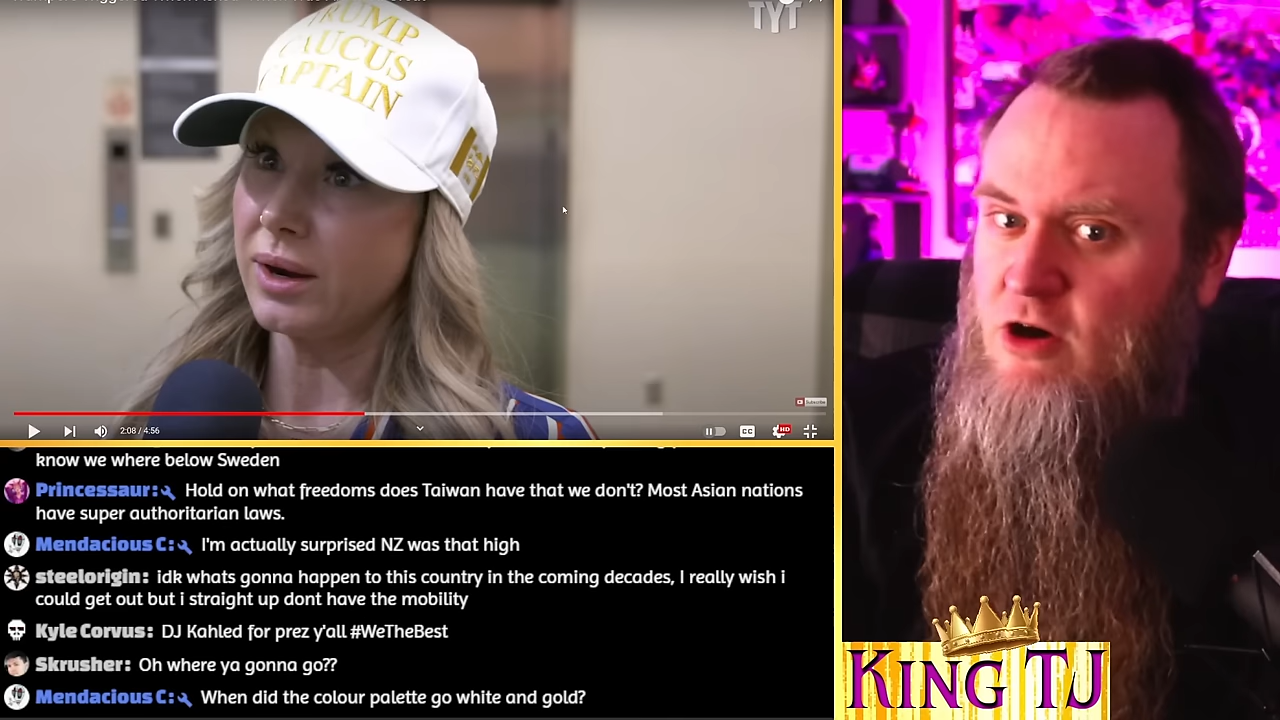 TYT
TRUMP
CAUCUS
CAPTAIN
Subscribe
2:08 / 4:56
CC
HD
know we where below Sweden
Princessaur: Hold on what freedoms does Taiwan have that we don't? Most Asian nations
have super authoritarian laws.
Mendacious C: I'm actually surprised NZ was that high
steelorigin: idk whats gonna happen to this country in the coming decades, I really wish i
could get out but i straight up dont have the mobility
Kyle Corvus: DJ Kahled for prez y'all #WeTheBest
Skrusher: Oh where ya gonna go??
Mendacious C: When did the colour palette go white and gold?
KING TJ